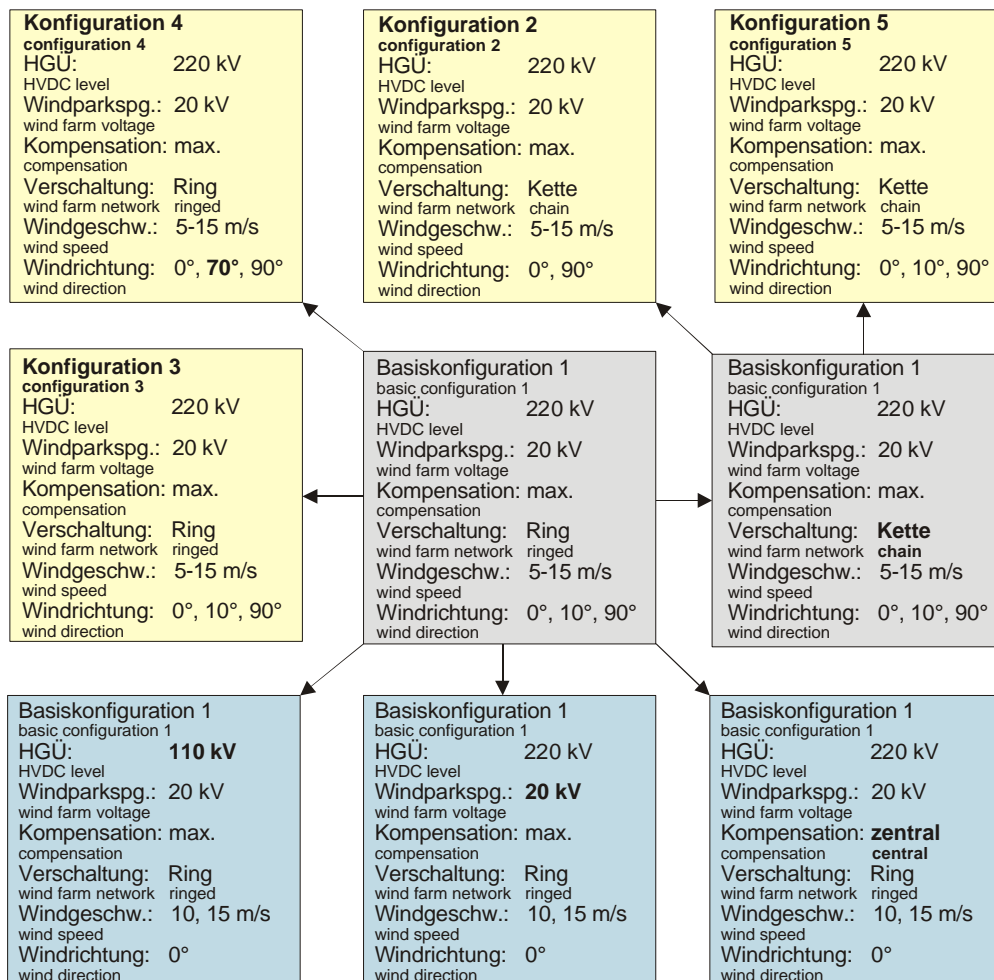 Konfiguration 4
configuration 4
HGÜ: 220 kV
HVDC level
Windparkspg.: 20 kV
wind farm voltage
Kompensation: max.
compensation
Verschaltung: Ring
wind farm network ringed
Windgeschw.: 5-15 m/s
wind speed
Windrichtung: 0°, 70°, 90°
wind direction
Konfiguration 2
configuration 2
HGÜ: 220 kV
HVDC level
Windparkspg.: 20 kV
wind farm voltage
Kompensation: max.
compensation
Verschaltung: Kette
wind farm network chain
Windgeschw.: 5-15 m/s
wind speed
Windrichtung: 0°, 90°
wind direction
Konfiguration 5
configuration 5
HGÜ: 220 kV
HVDC level
Windparkspg.: 20 kV
wind farm voltage
Kompensation: max.
compensation
Verschaltung: Kette
wind farm network chain
Windgeschw.: 5-15 m/s
wind speed
Windrichtung: 0°, 10°, 90°
wind direction
Konfiguration 3
configuration 3
HGÜ: 220 kV
HVDC level
Windparkspg.: 20 kV
wind farm voltage
Kompensation: max.
compensation
Verschaltung: Ring
wind farm network ringed
Windgeschw.: 5-15 m/s
wind speed
Windrichtung: 0°, 10°, 90°
wind direction
Basiskonfiguration 1
basic configuration 1
HGÜ: 220 kV
HVDC level
Windparkspg.: 20 kV
wind farm voltage
Kompensation: max.
compensation
Verschaltung: Ring
wind farm network ringed
Windgeschw.: 5-15 m/s
wind speed
Windrichtung: 0°, 10°, 90°
wind direction
Basiskonfiguration 1
basic configuration 1
HGÜ: 220 kV
HVDC level
Windparkspg.: 20 kV
wind farm voltage
Kompensation: max.
compensation
Verschaltung: Kette
wind farm network chain
Windgeschw.: 5-15 m/s
wind speed
Windrichtung: 0°, 10°, 90°
wind direction
Basiskonfiguration 1
basic configuration 1
HGÜ: 110 kV
HVDC level
Windparkspg.: 20 kV
wind farm voltage
Kompensation: max.
compensation
Verschaltung: Ring
wind farm network ringed
Windgeschw.: 10, 15 m/s
wind speed
Windrichtung: 0°
wind direction
Basiskonfiguration 1
basic configuration 1
HGÜ: 220 kV
HVDC level
Windparkspg.: 20 kV
wind farm voltage
Kompensation: max.
compensation
Verschaltung: Ring
wind farm network ringed
Windgeschw.: 10, 15 m/s
wind speed
Windrichtung: 0°
wind direction
Basiskonfiguration 1
basic configuration 1
HGÜ: 220 kV
HVDC level
Windparkspg.: 20 kV
wind farm voltage
Kompensation: zentral
compensation central
Verschaltung: Ring
wind farm network ringed
Windgeschw.: 10, 15 m/s
wind speed
Windrichtung: 0°
wind direction